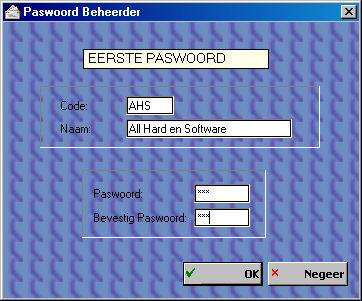 Paswoord Beheerder
EERSTE PASWOORD
Code: AHS
Naam: All Hard en Software
Paswoord: ***
Bevestig Paswoord: ***
OK Negeer